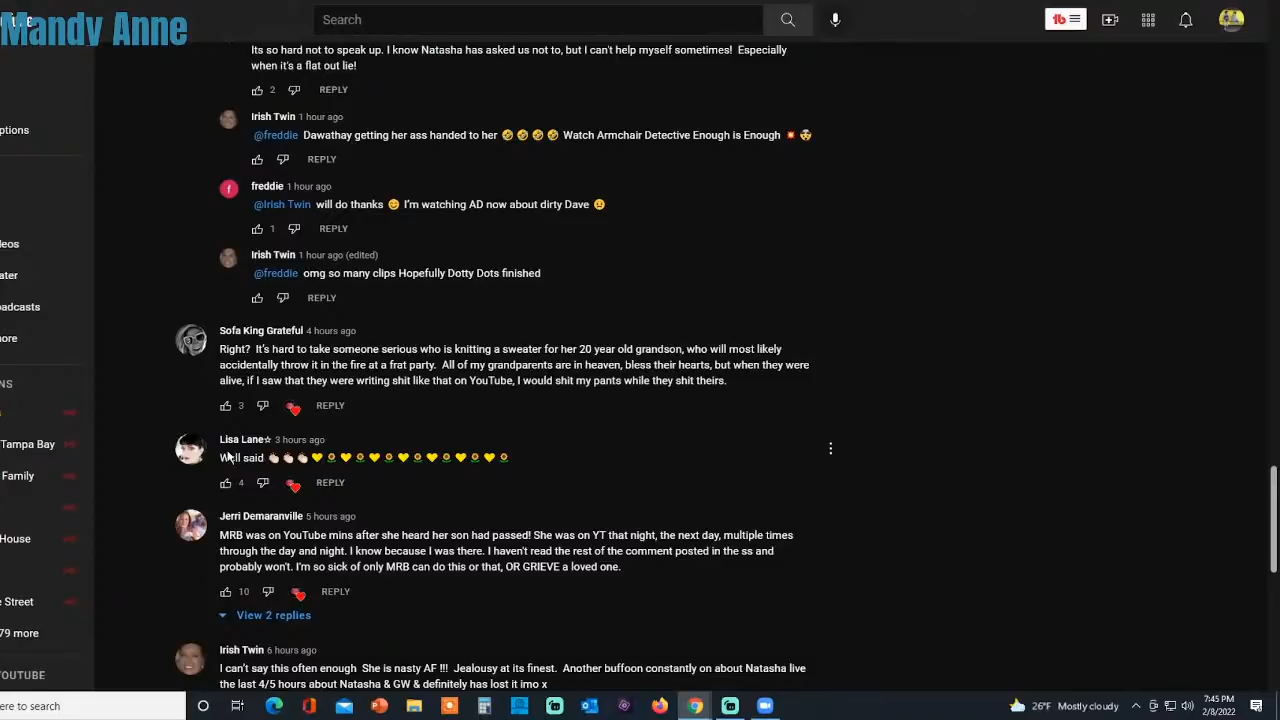 Mandy Anne
Search
Its so hard not to speak up. I know Natasha has asked us not to, but I can't help myself sometimes! Especially
when it's a flat out lie!
2 REPLY
Irish Twin 1 hour ago
@freddie Dawathay getting her ass handed to her 🤣 🤣 🤣 🤣 Watch Armchair Detective Enough is Enough 💥 🤯
REPLY
f freddie 1 hour ago
@Irish Twin will do thanks 😊 I'm watching AD now about dirty Dave 😕
1 REPLY
Irish Twin 1 hour ago (edited)
@freddie omg so many clips Hopefully Dotty Dots finished
REPLY
Sofa King Grateful 4 hours ago
Right? It's hard to take someone serious who is knitting a sweater for her 20 year old grandson, who will most likely
accidentally throw it in the fire at a frat party. All of my grandparents are in heaven, bless their hearts, but when they were
alive, if I saw that they were writing shit like that on YouTube, I would shit my pants while they shit theirs.
3 REPLY
Lisa Lane☆ 3 hours ago
Well said 👏🏻 👏🏻 👏🏻 💛 🌻 💛 🌻 💛 🌻 💛 🌻 💛 🌻 💛 🌻 💛 🌻
4 REPLY
Jerri Demaranville 5 hours ago
MRB was on YouTube mins after she heard her son had passed! She was on YT that night, the next day, multiple times
through the day and night. I know because I was there. I haven't read the rest of the comment posted in the ss and
probably won't. I'm so sick of only MRB can do this or that, OR GRIEVE a loved one.
10 REPLY
View 2 replies
Irish Twin 6 hours ago
I can't say this often enough She is nasty AF !!! Jealousy at its finest. Another buffoon constantly on about Natasha live
the last 4/5 hours about Natasha & GW & definitely has lost it imo x
ptions
deos
ater
oadcasts
ore
NS
Tampa Bay
Family
House
e Street
79 more
OUTUBE
ere to search
26°F Mostly cloudy
7:45 PM
2/8/2022